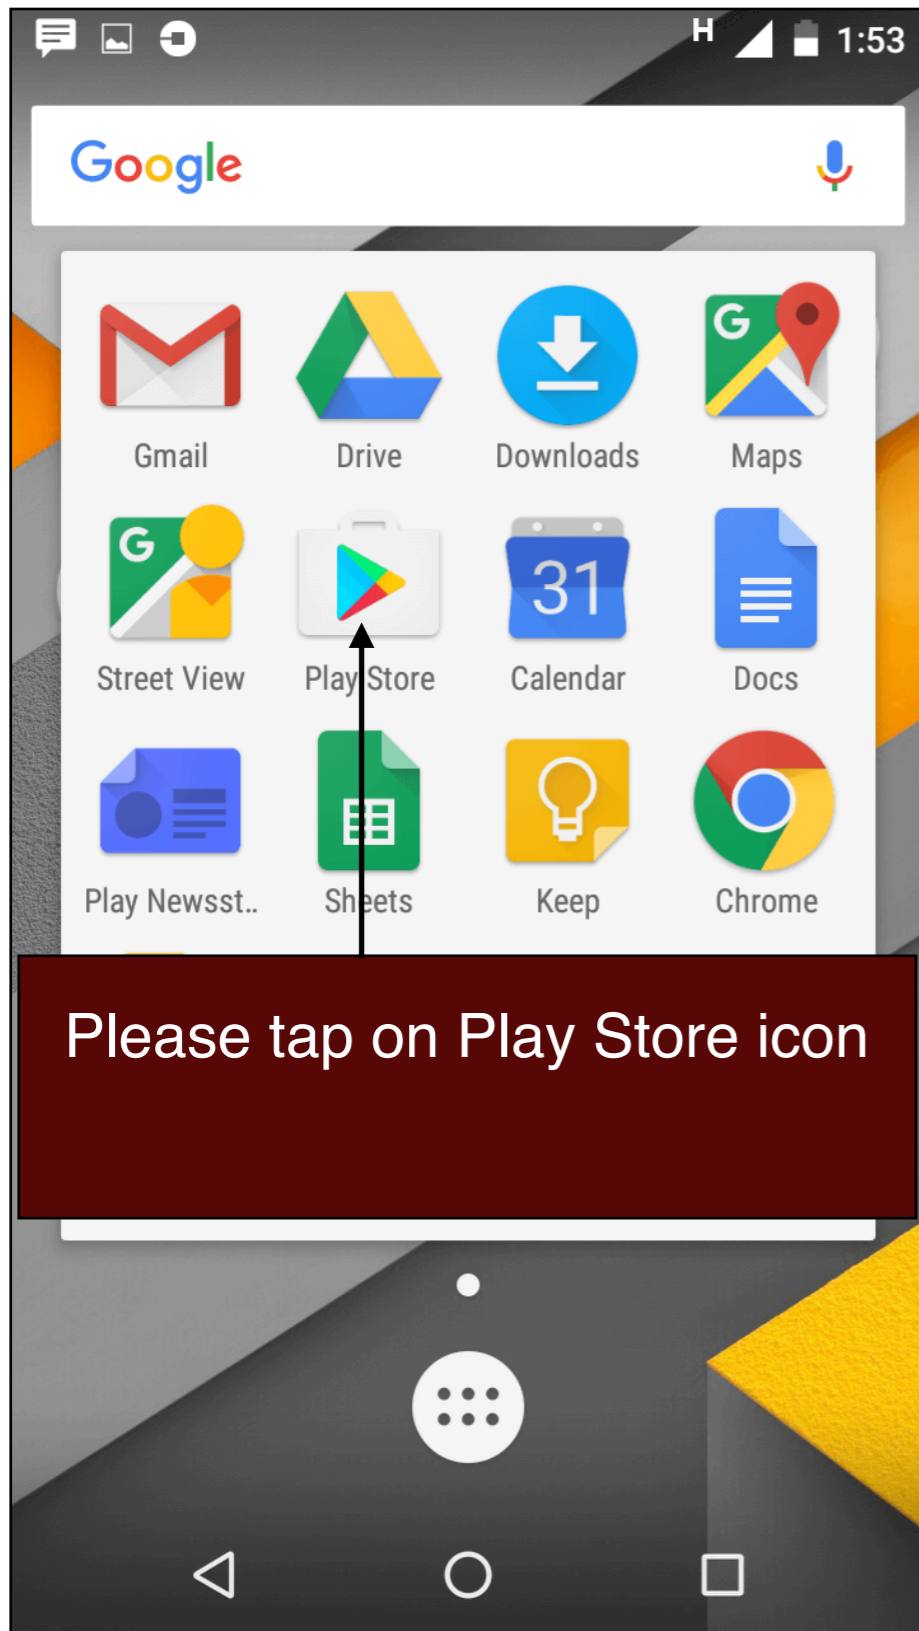 H 1:53
Google
Gmail Drive Downloads Maps
G
G 31
Street View Play Store Calendar Docs
Play Newsst.. Sheets Keep Chrome
Please tap on Play Store icon